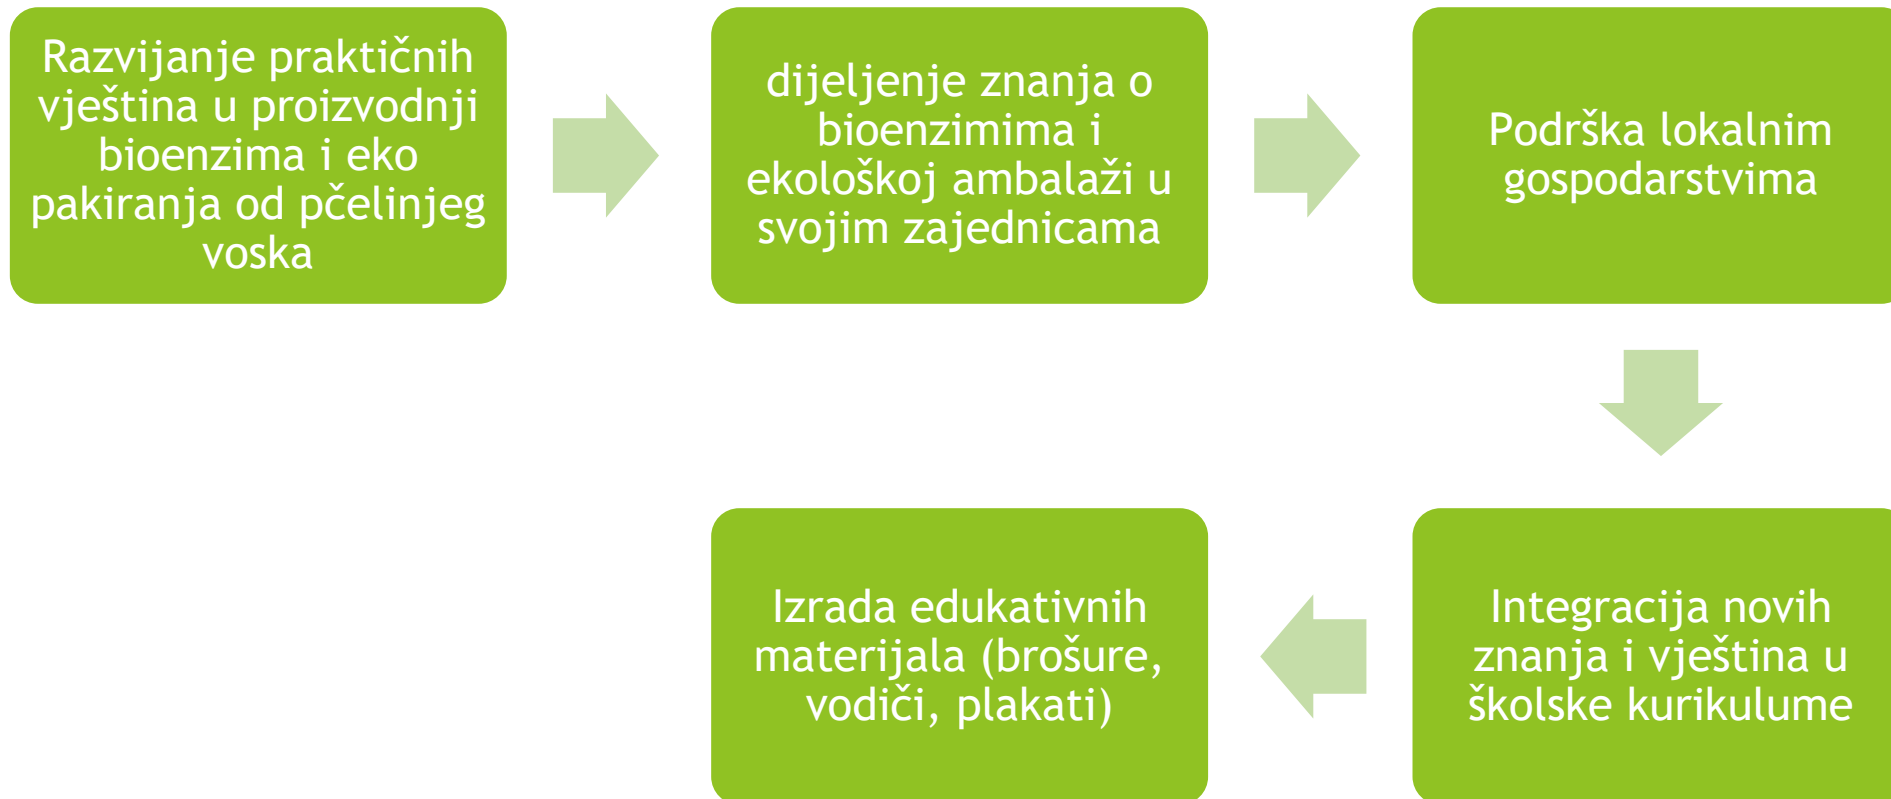 Razvijanje praktičnih
vještina u proizvodnji
bioenzima i eko
pakiranja od pčelinjeg
voska
dijeljenje znanja o
bioenzimima i
ekološkoj ambalaži u
svojim zajednicama
Podrška lokalnim
gospodarstvima
Integracija novih
znanja i vještina u
školske kurikulume
Izrada edukativnih
materijala (brošure,
vodiči, plakati)